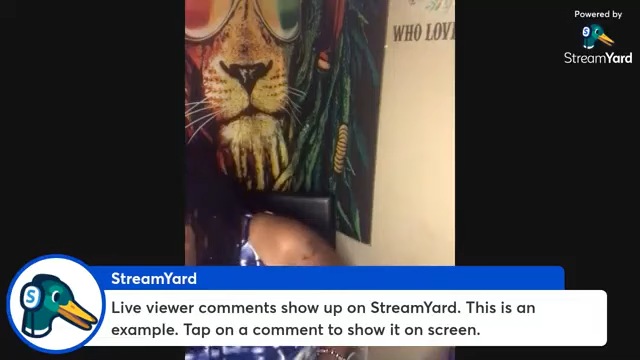 Powered by
StreamYard
WHO LOV
StreamYard
Live viewer comments show up on StreamYard. This is an
example. Tap on a comment to show it on screen.